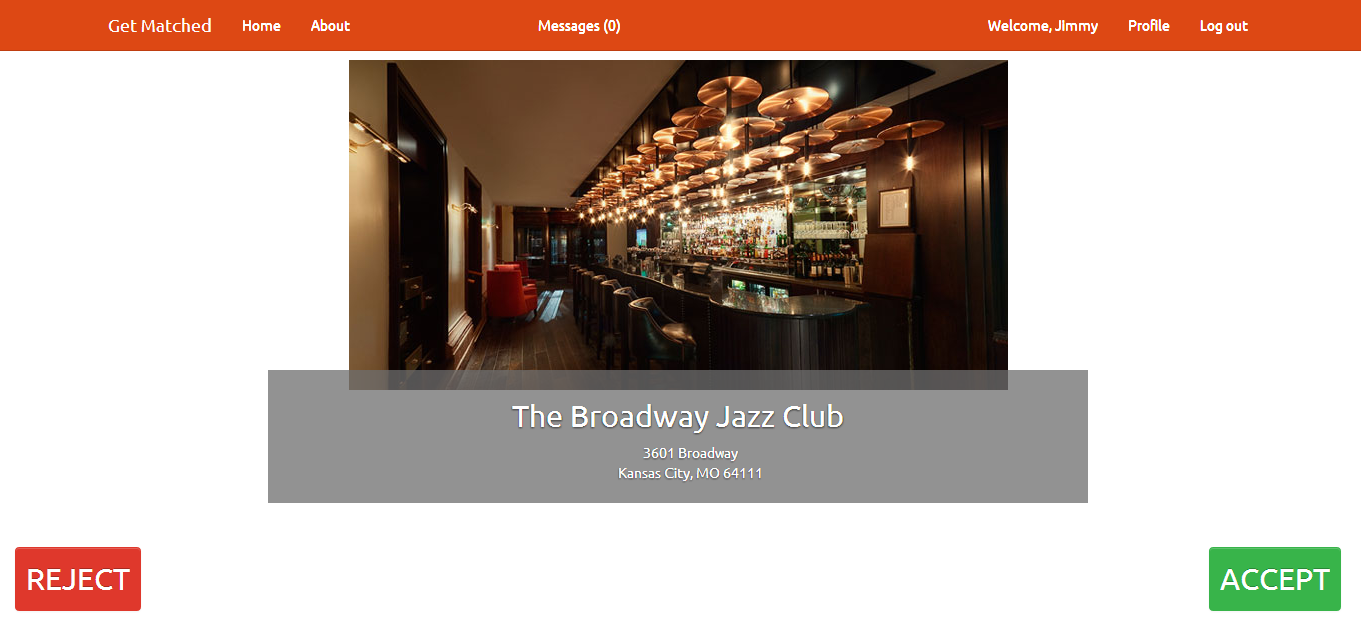 Get Matched Home About Messages (0) Welcome, JImmy Profile Log out
The Broadway Jazz Club
3601 Broadway
Kansas City, MO 64111
REJECT ACCEPT